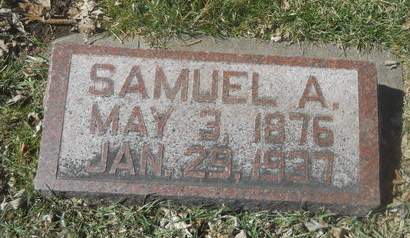 SAMUEL A.
MAY 3, 1876
JAN. 29, 1937